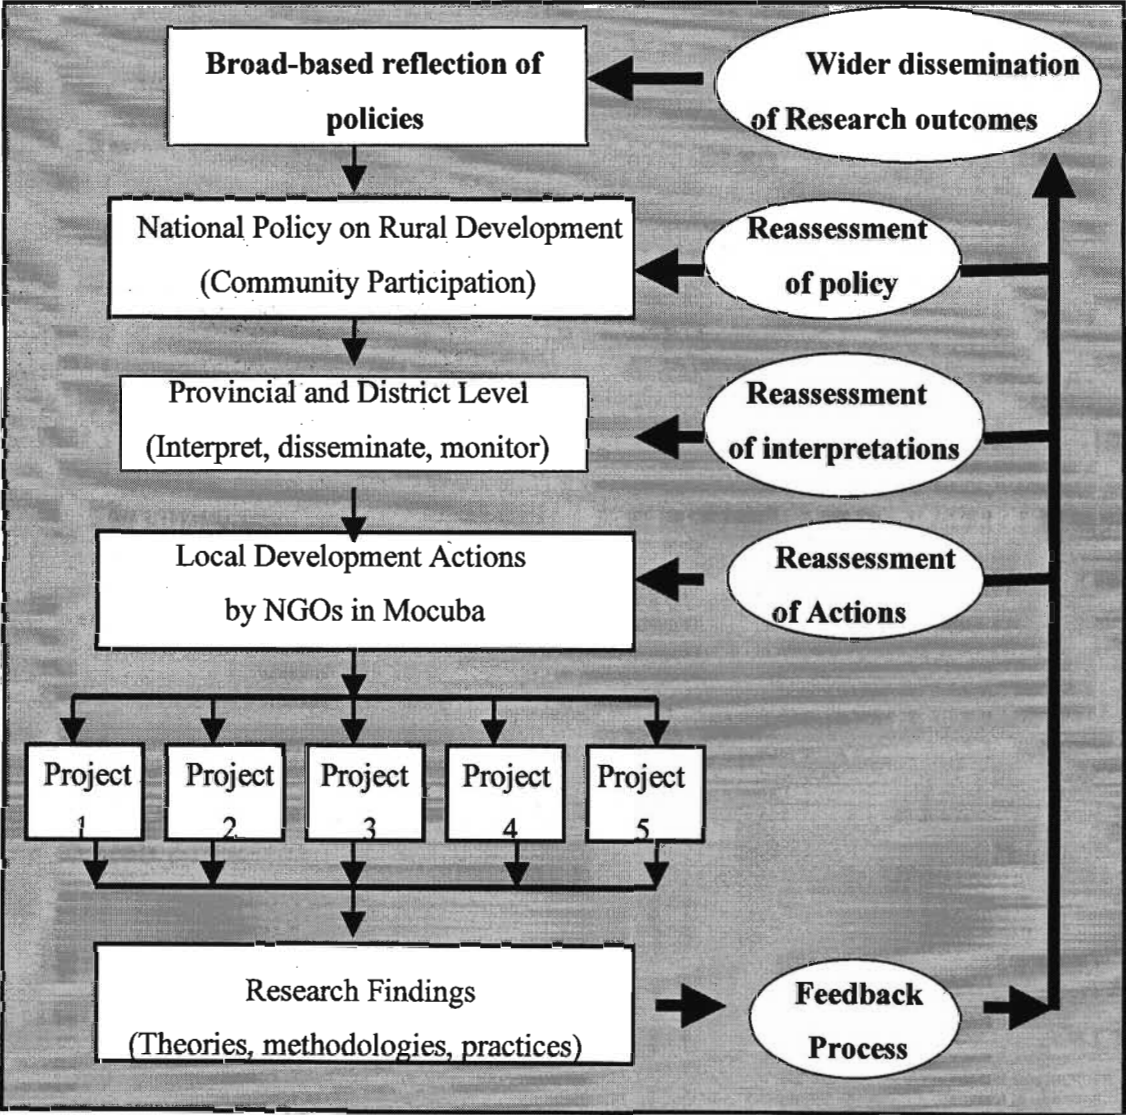 Broad-based reflection of
policies
Wider dissemination
of Research outcomes
National Policy on Rural Development
(Community Participation)
Reassessment
of policy
Provincial and District Level
(Interpret, disseminate, monitor)
Reassessment
of interpretations
Local Development Actions
by NGOs in Mocuba
Reassessment
of Actions
Project
1
Project
2
Project
3
Project
4
Project
5
Research Findings
(Theories, methodologies, practices)
Feedback
Process